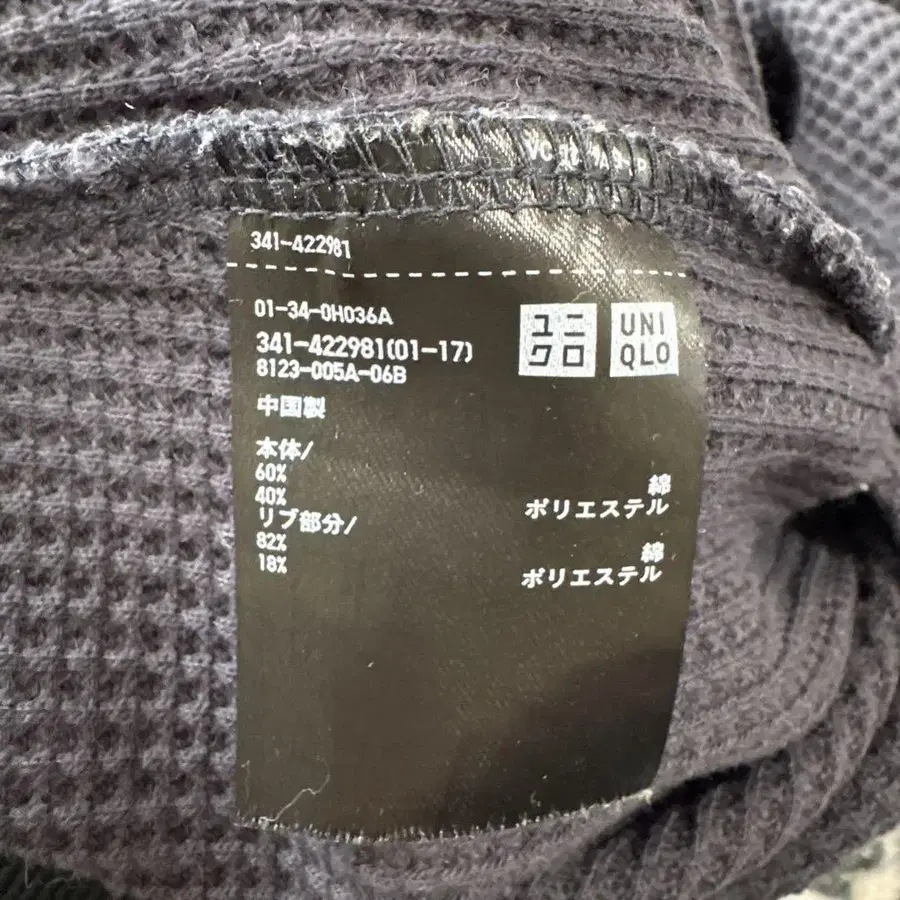 341-422981
01-34-0H036A
341-422981(01-17)
8123-005A-06B
ユニクロ
UNIQLO
中国製
本体/
60% 綿
40% ポリエステル
リブ部分/
82% 綿
18% ポリエステル